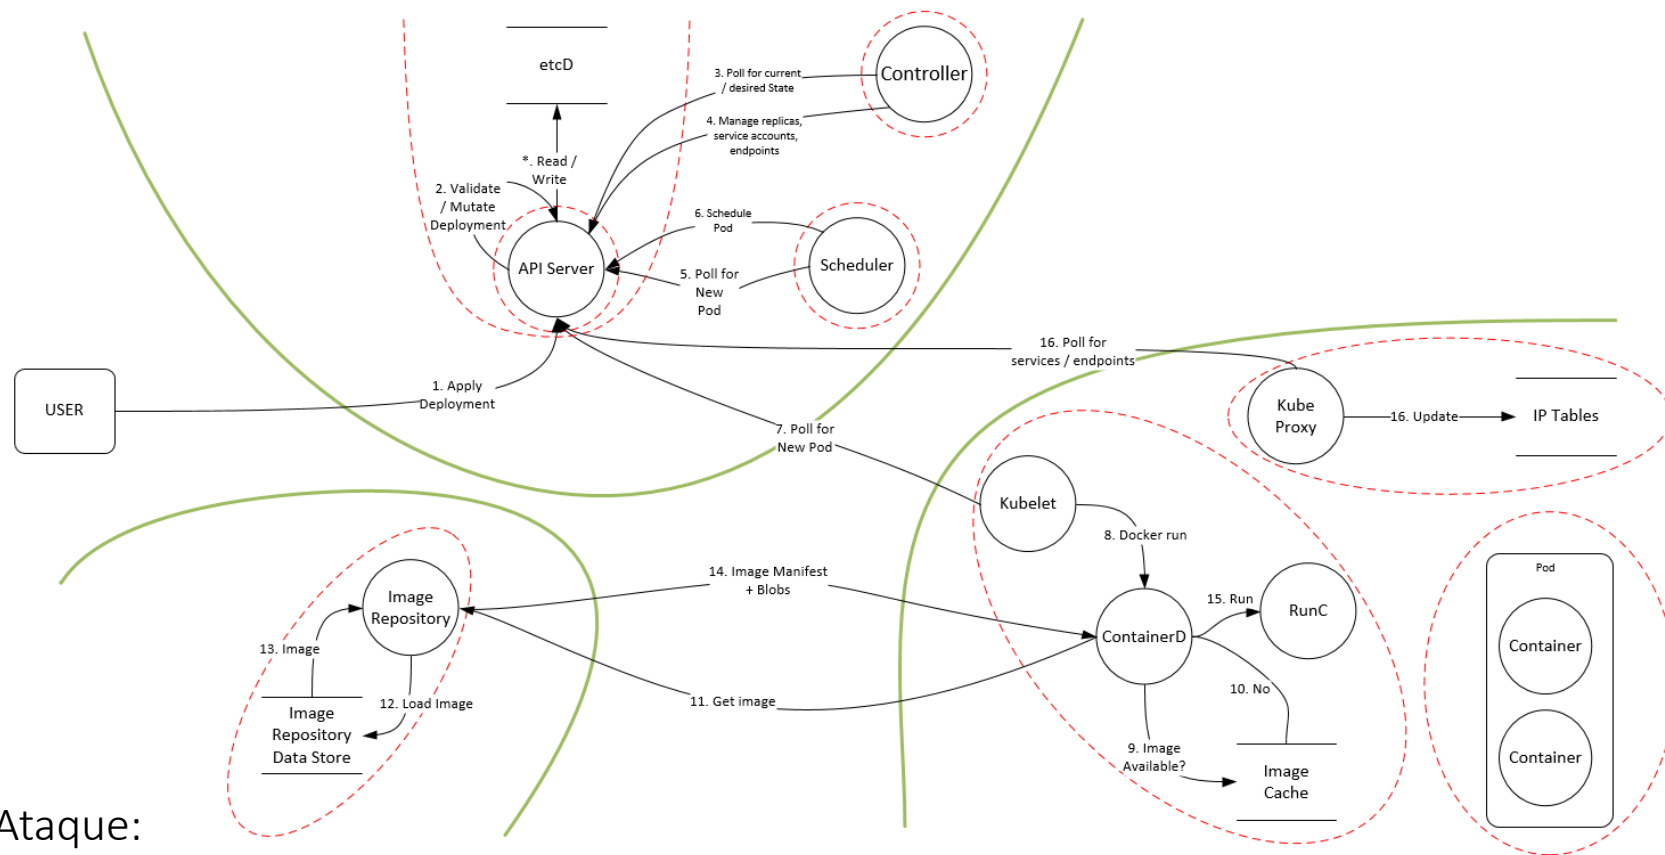 etcD
Controller
3. Poll for current
/ desired State
4. Manage replicas,
service accounts,
endpoints
*. Read /
Write
2. Validate
/ Mutate
Deployment
6. Schedule
Pod
API Server
5. Poll for
New
Pod
Scheduler
16. Poll for
services / endpoints
USER
1. Apply
Deployment
7. Poll for
New Pod
Kube
Proxy
16. Update
IP Tables
Kubelet
8. Docker run
14. Image Manifest
+ Blobs
Image
Repository
15. Run
RunC
ContainerD
13. Image
12. Load Image
11. Get image
10. No
Image
Repository
Data Store
9. Image
Available?
Image
Cache
Pod
Container
Container
Ataque: